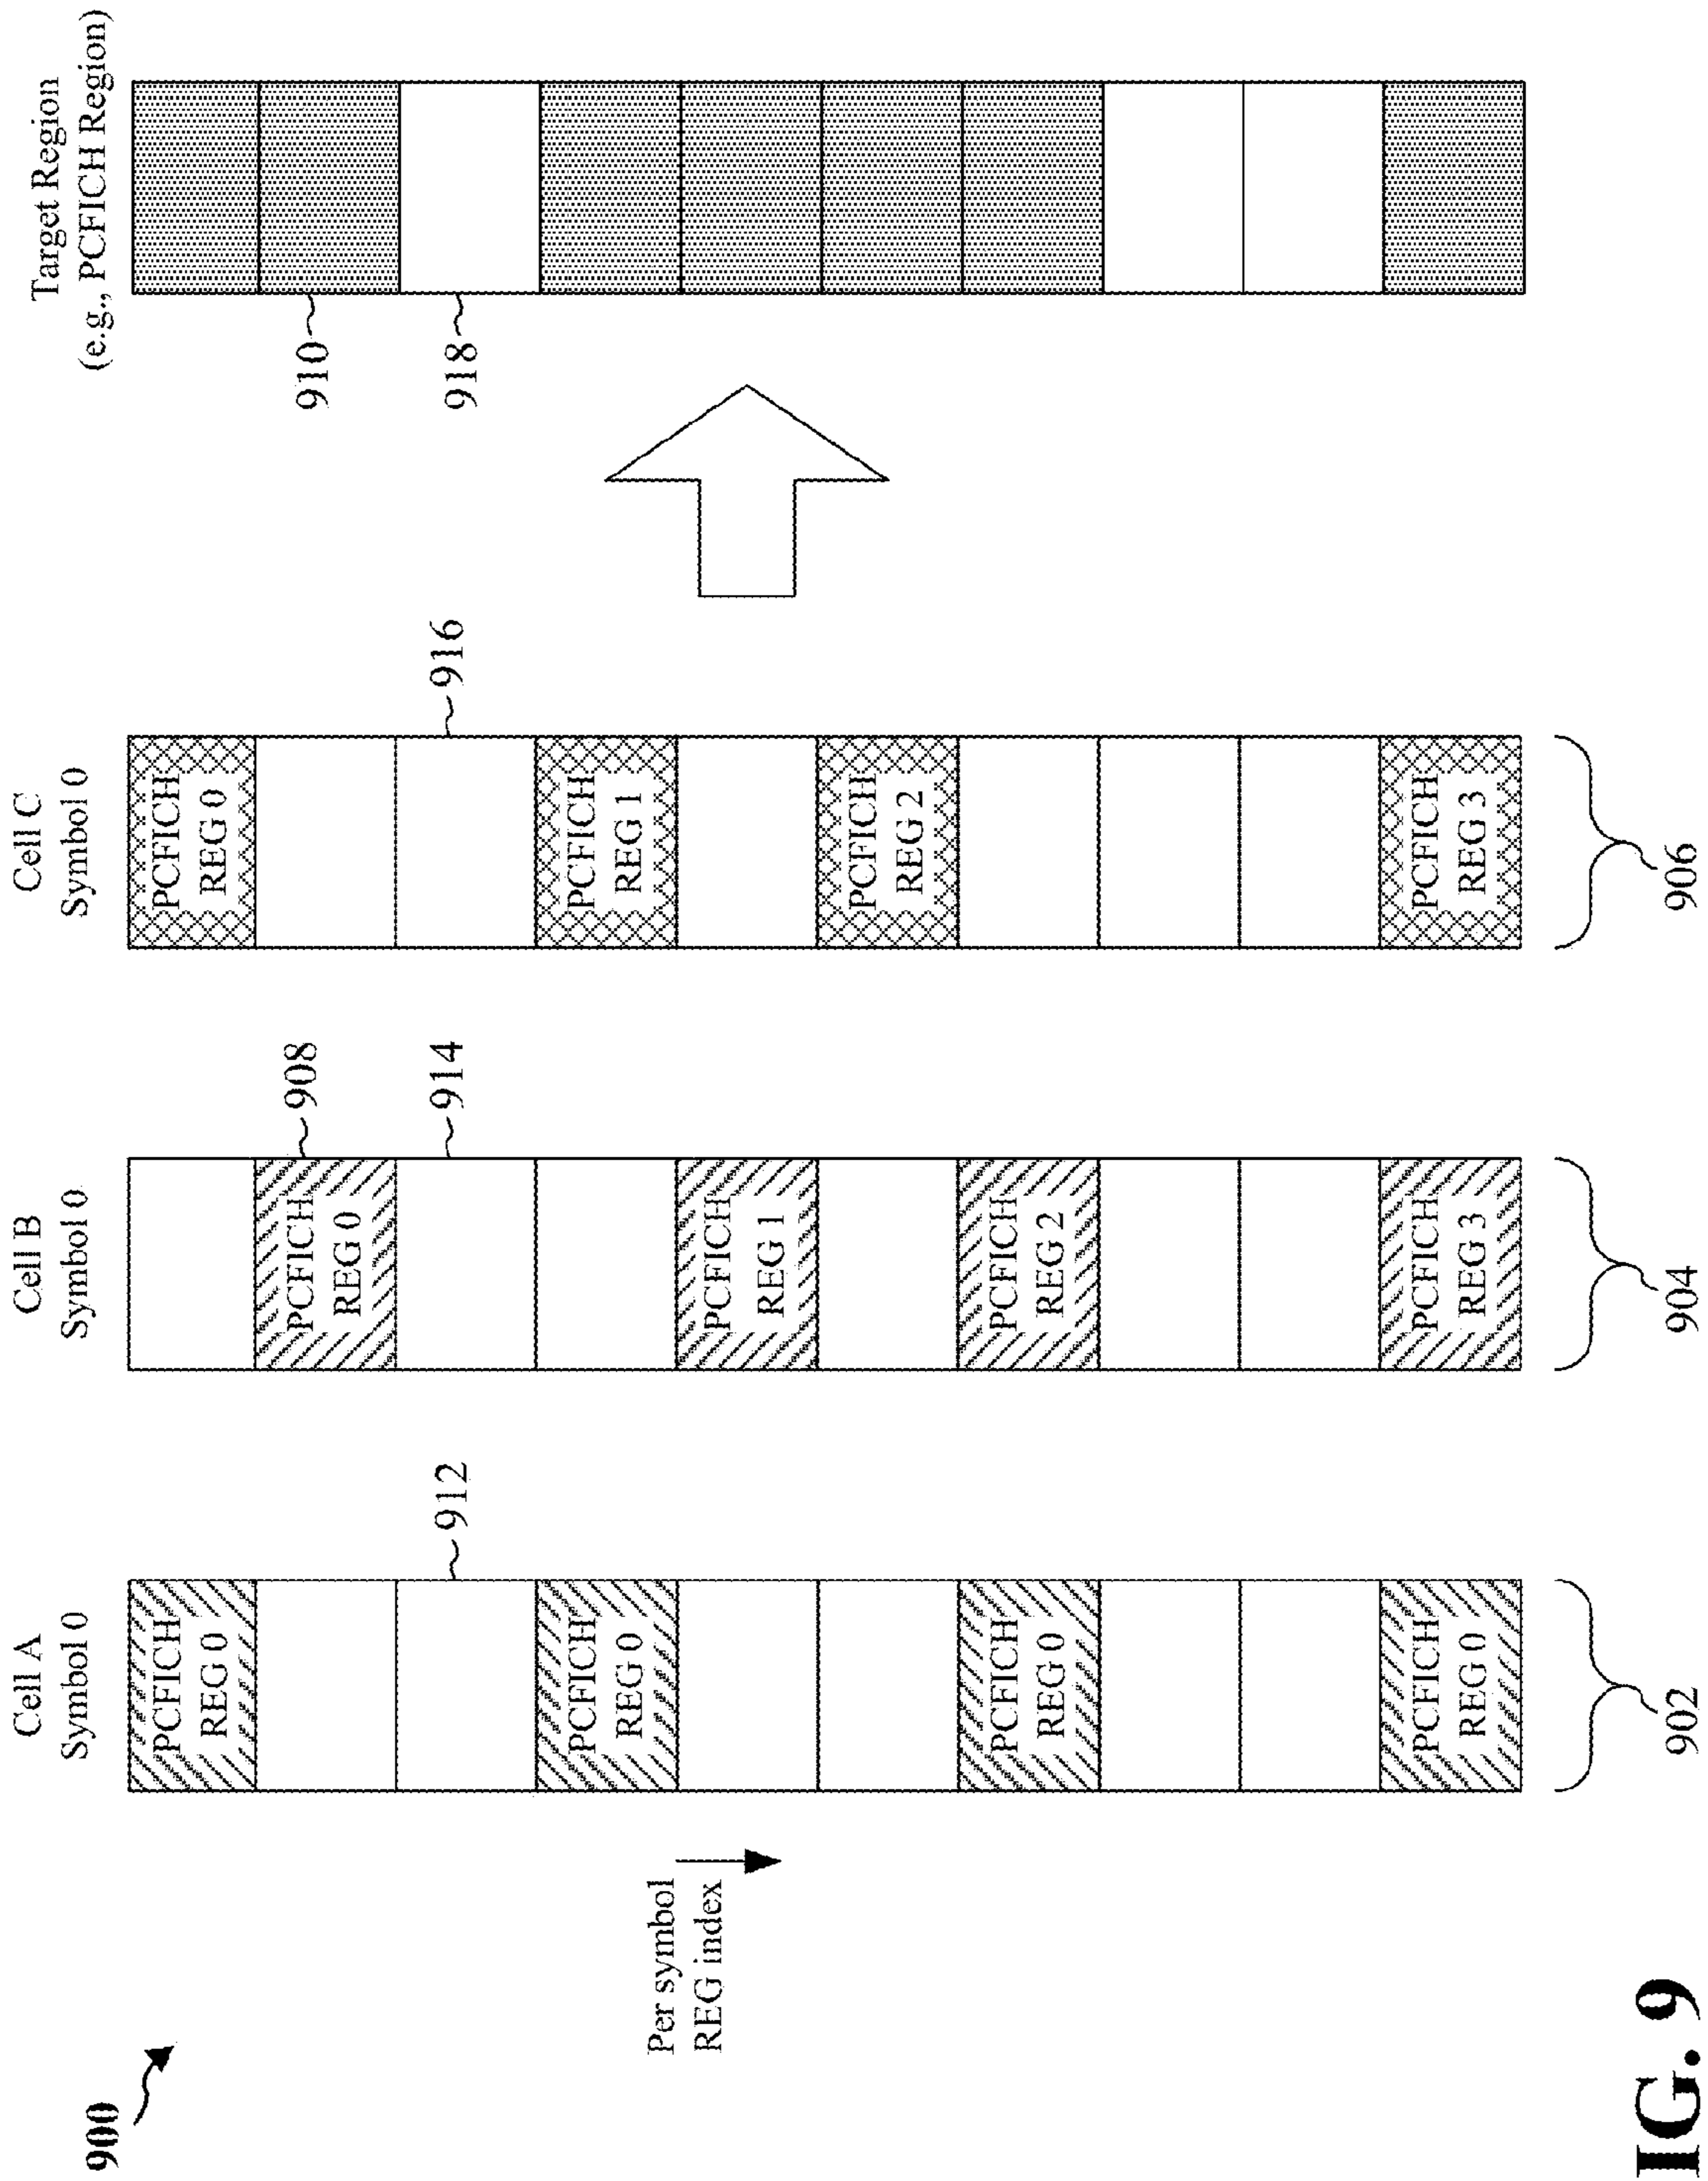 900
Per symbol
REG index
Cell A
Symbol 0
PCFICH
REG 0
912
PCFICH
REG 0
PCFICH
REG 0
PCFICH
REG 0
902
Cell B
Symbol 0
PCFICH
REG 0
908
914
PCFICH
REG 1
PCFICH
REG 2
PCFICH
REG 3
904
Cell C
Symbol 0
PCFICH
REG 0
916
PCFICH
REG 1
PCFICH
REG 2
PCFICH
REG 3
906
Target Region
(e.g., PCFICH Region)
910
918
IG. 9